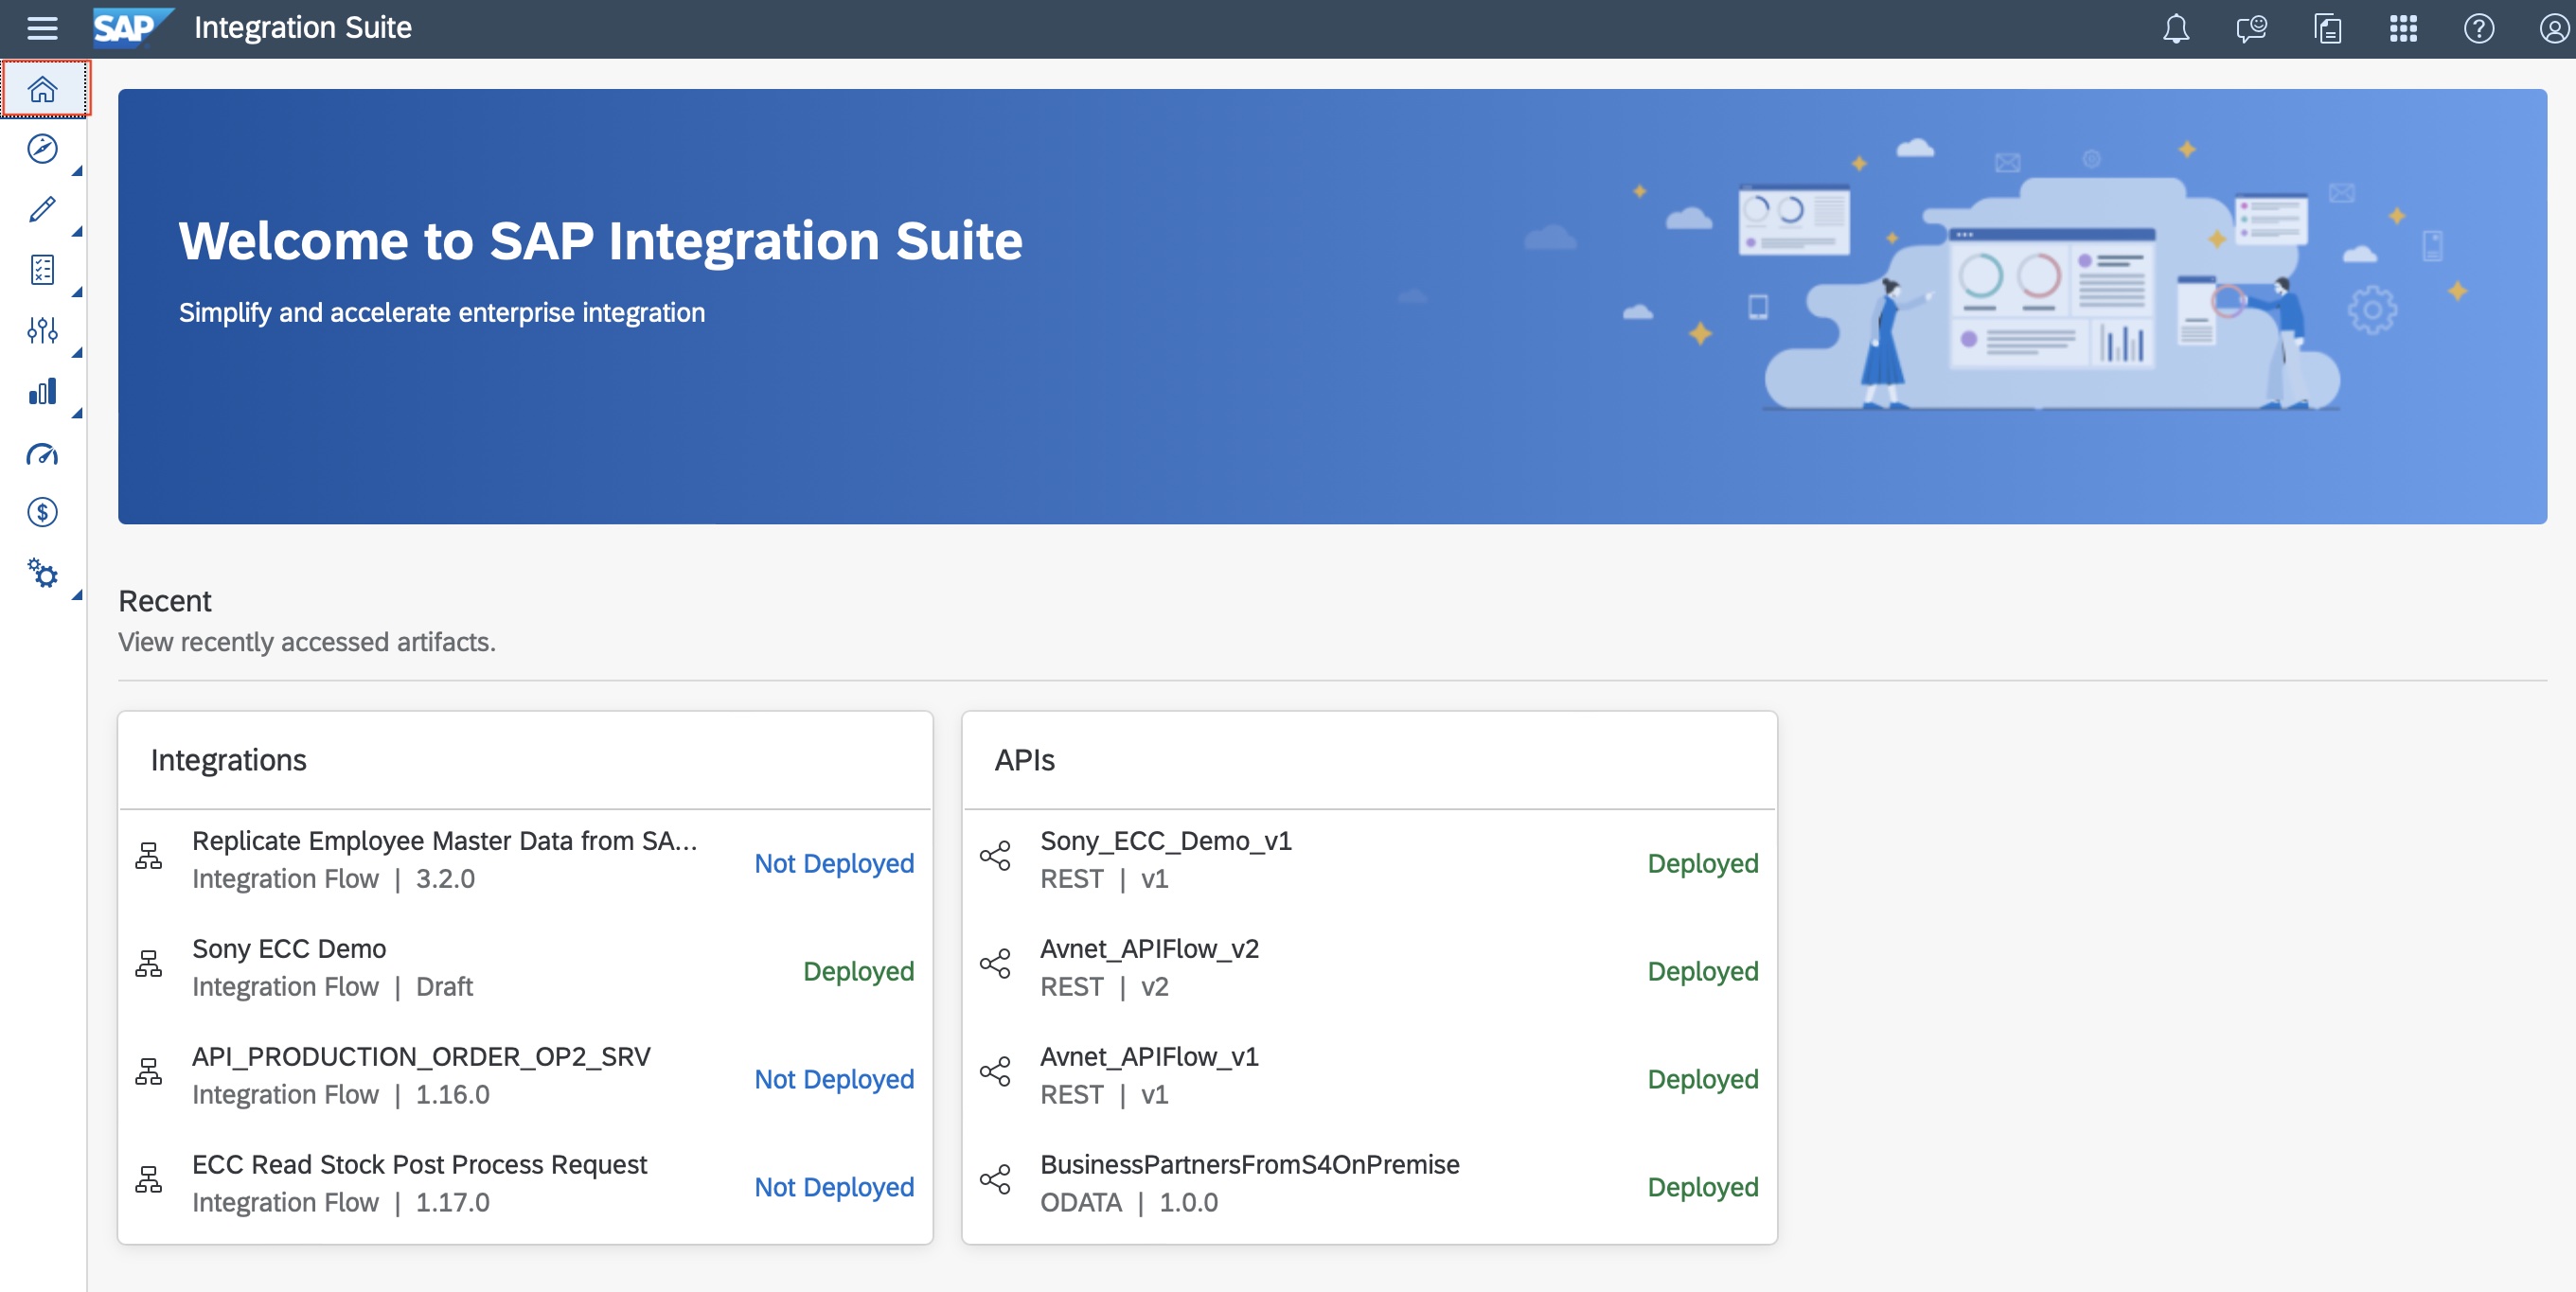 SAP Integration Suite
Welcome to SAP Integration Suite
Simplify and accelerate enterprise integration
Recent
View recently accessed artifacts.
Integrations
Replicate Employee Master Data from SA...
Integration Flow | 3.2.0
Not Deployed
Sony ECC Demo
Integration Flow | Draft
Deployed
API_PRODUCTION_ORDER_OP2_SRV
Integration Flow | 1.16.0
Not Deployed
ECC Read Stock Post Process Request
Integration Flow | 1.17.0
Not Deployed
APIs
Sony_ECC_Demo_v1
REST | v1
Deployed
Avnet_APIFlow_v2
REST | v2
Deployed
Avnet_APIFlow_v1
REST | v1
Deployed
BusinessPartnersFromS4OnPremise
ODATA | 1.0.0
Deployed